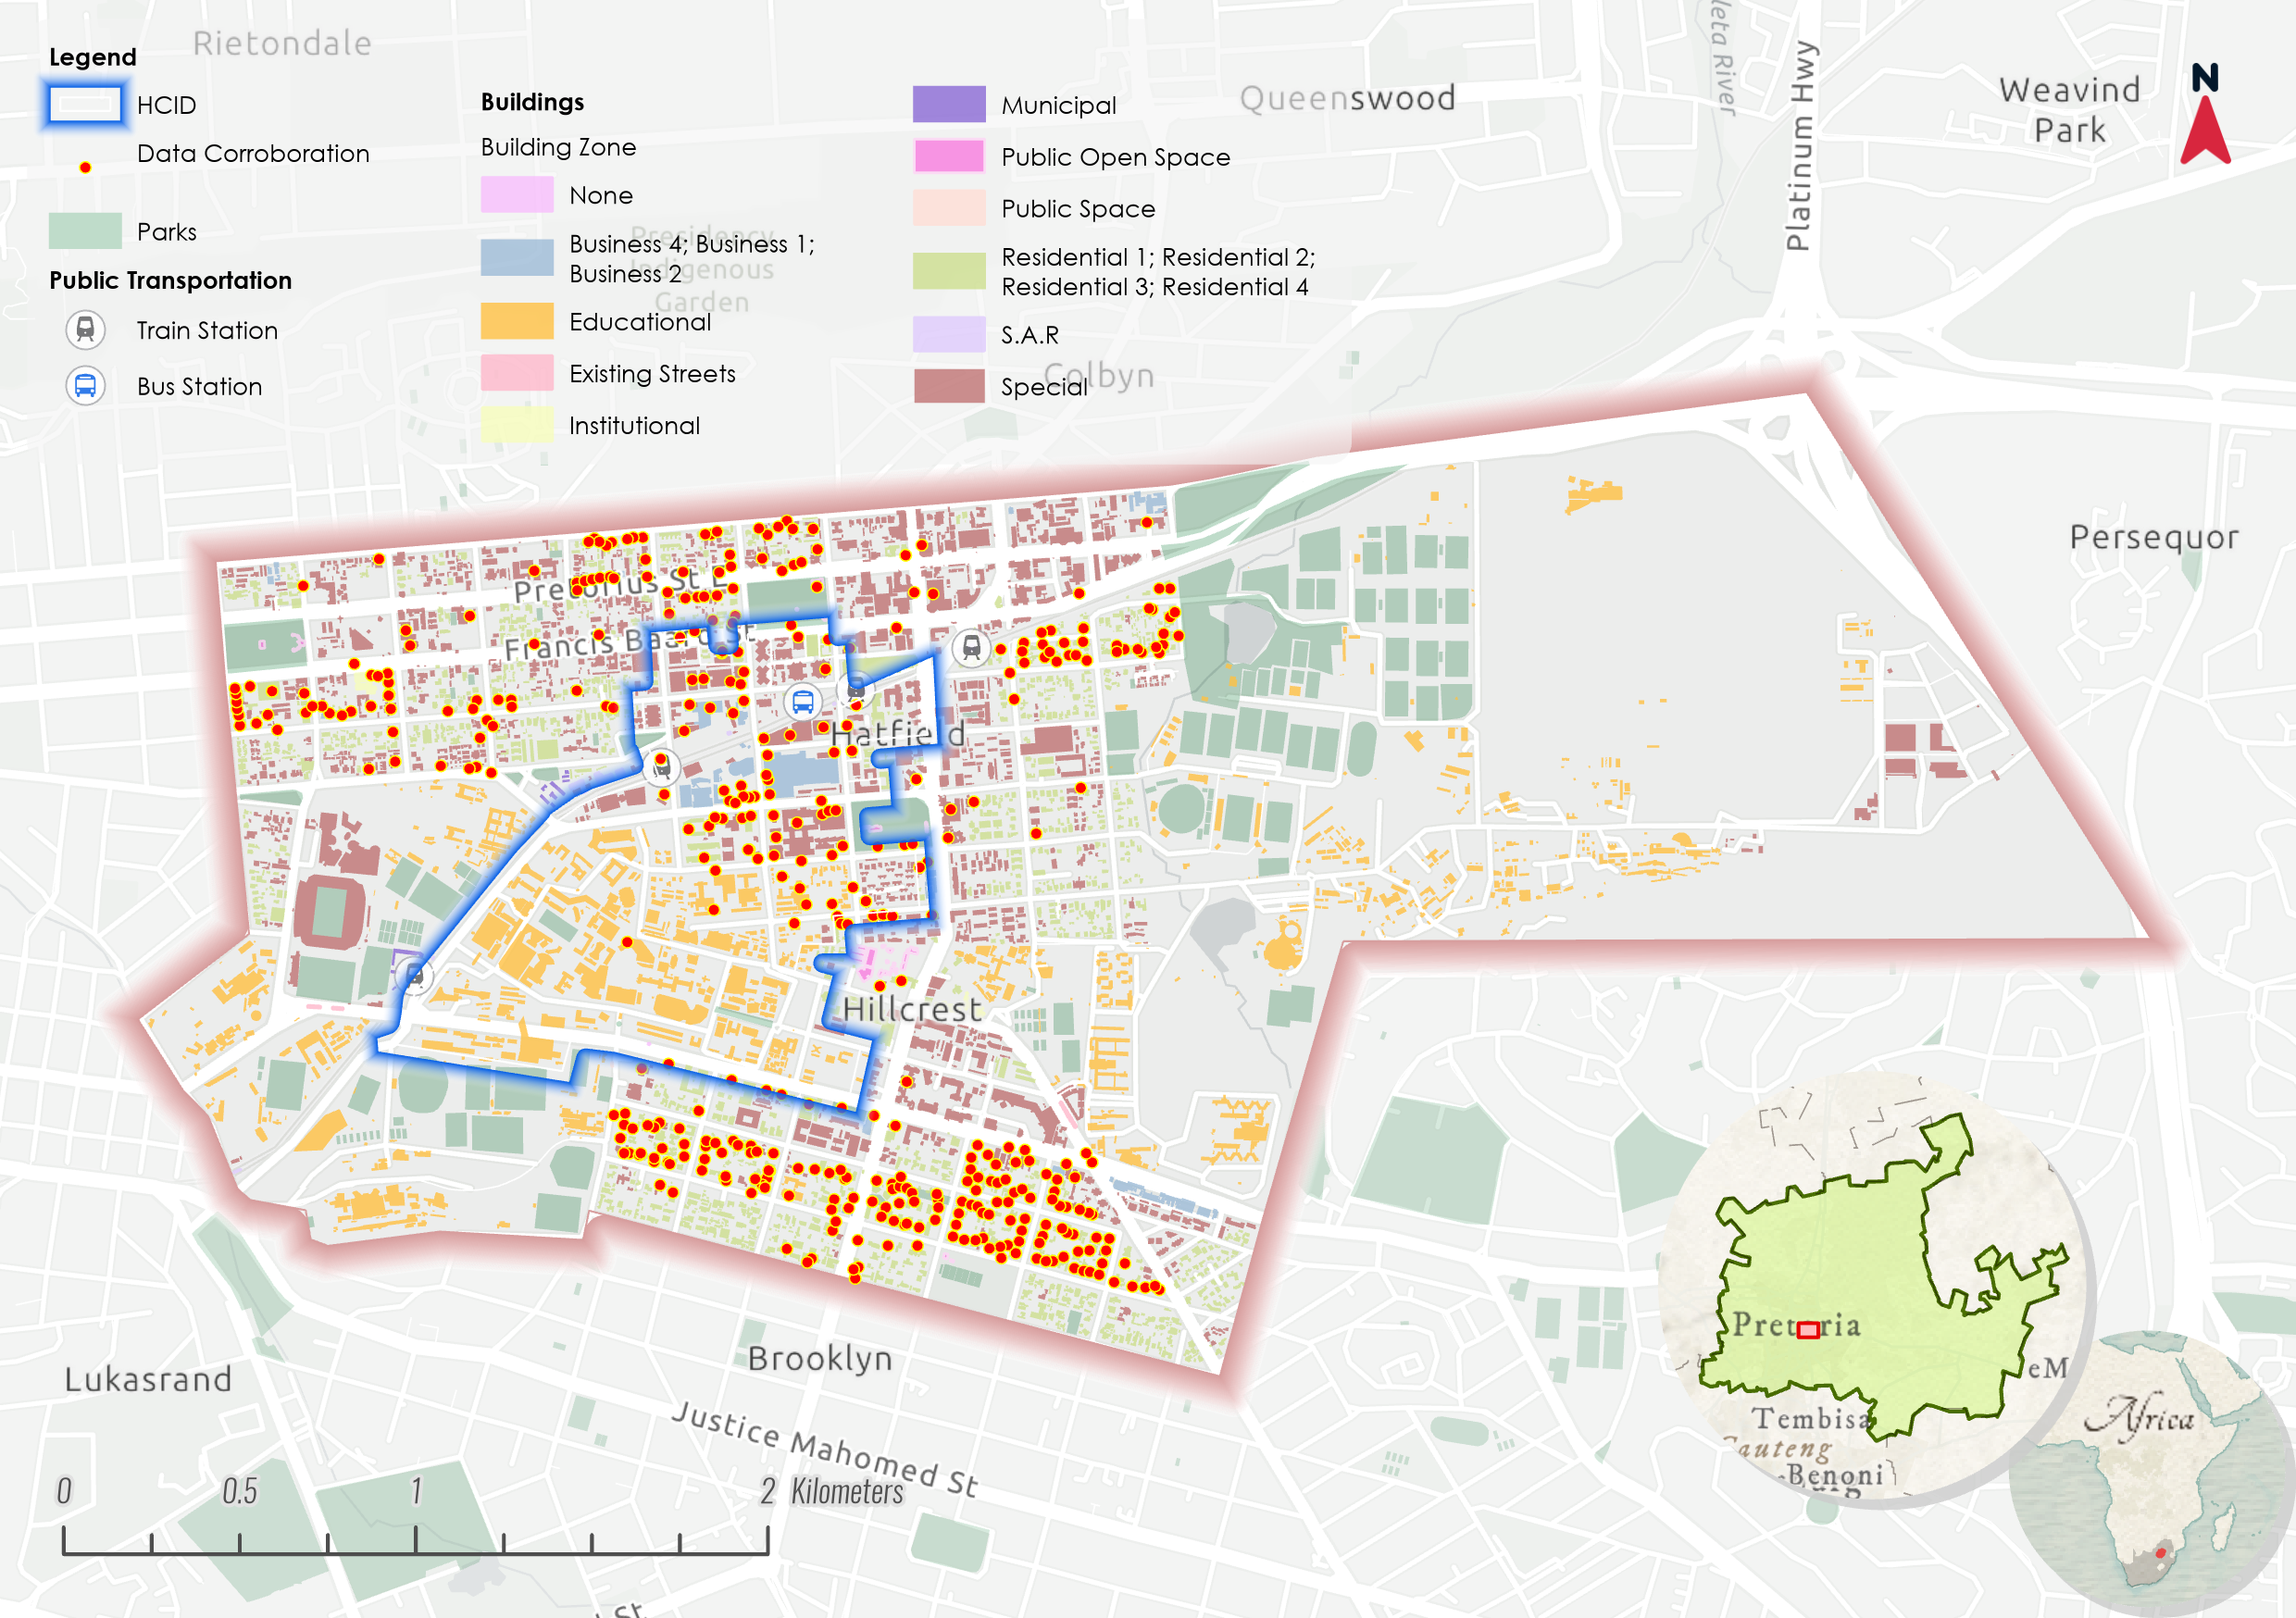 Legend
HCID
Data Corroboration
Parks
Public Transportation
Train Station
Bus Station
Buildings
Building Zone
None
Business 4; Business 1;
Business 2
Educational
Existing Streets
Institutional
Municipal
Public Open Space
Public Space
Residential 1; Residential 2;
Residential 3; Residential 4
S.A.R
Special
Rietondale
Presidency
Indigenous
Garden
Queenswood
Colbyn
leta River
Platinum Hwy
Weavind
Park
N
Persequor
Pretorius St E
Francis Baard St
Hatfield
Hillcrest
Brooklyn
Lukasrand
Justice Mahomed St
St
0 0.5 1 2 Kilometers
Pretoria
eM
Tembisa
Gauteng
Benoni
Africa